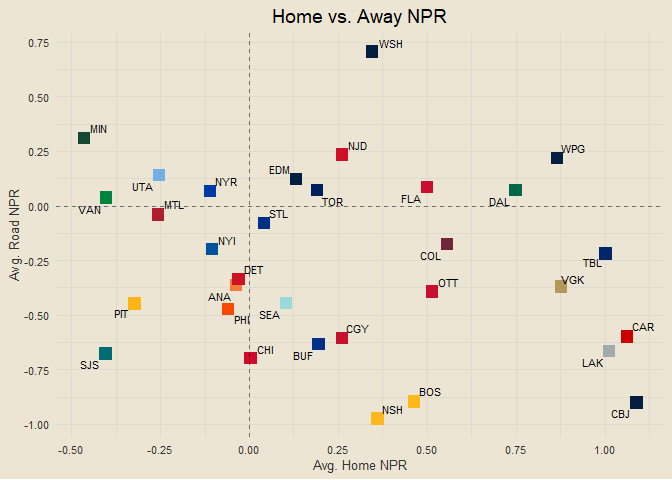 Home vs. Away NPR
0.75
WSH
0.50
0.25
MIN
NJD
WPG
EDM
UTA
NYR
TOR
FLA
DAL
0.00
VAN
MTL
STL
NYI
COL
TBL
-0.25
DET
ANA
OTT
VGK
PIT
PHI
SEA
-0.50
CGY
CAR
SJS
CHI
BUF
LAK
-0.75
BOS
NSH
CBJ
-1.00
-0.50
-0.25
0.00
0.25
0.50
0.75
1.00
Avg. Home NPR
Avg. Road NPR